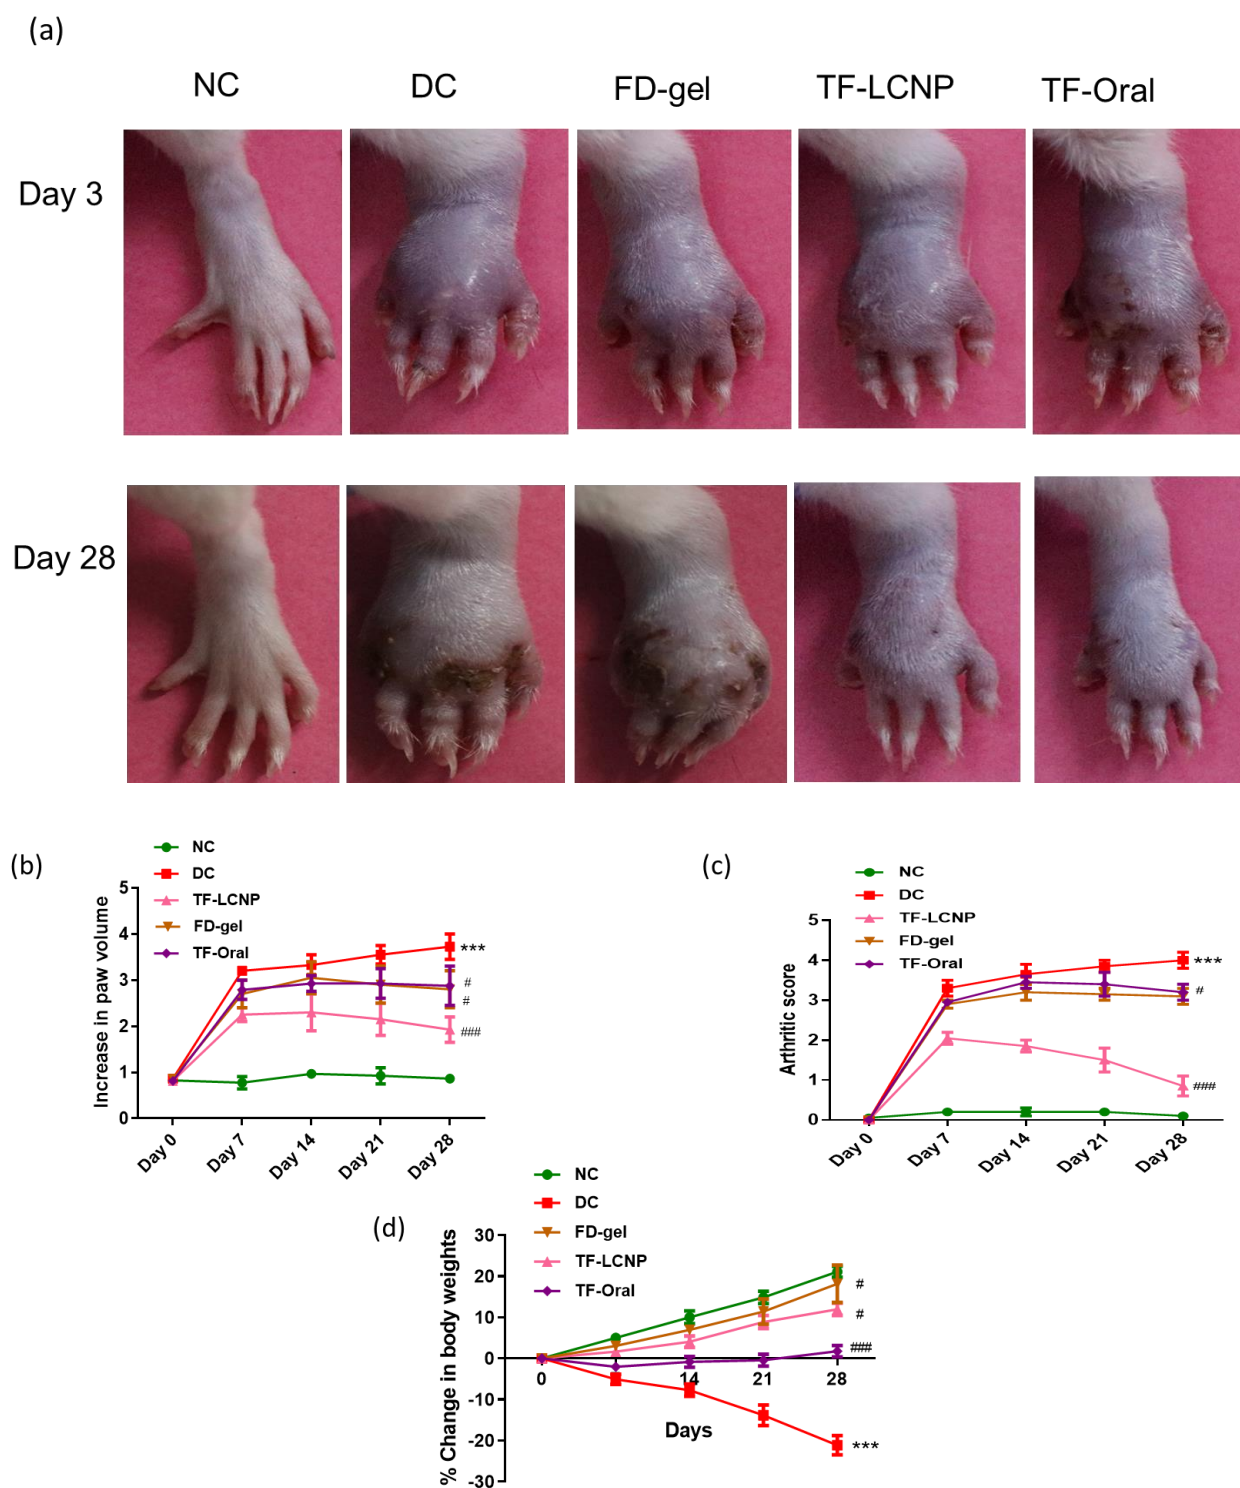 (a)
NC DC FD-gel TF-LCNP TF-Oral
Day 3
Day 28
(b)
NC
DC
TF-LCNP
FD-gel
TF-Oral
Increase in paw volume
5
4
3
2
1
0
***
#
#
###
Day 0 Day 7 Day 14 Day 21 Day 28
(c)
NC
DC
TF-LCNP
FD-gel
TF-Oral
Arthritic score
5
4
3
2
1
0
***
#
###
Day 0 Day 7 Day 14 Day 21 Day 28
(d)
NC
DC
FD-gel
TF-LCNP
TF-Oral
% Change in body weights
30
20
10
0
-10
-20
-30
#
#
###
***
0 14 21 28
Days